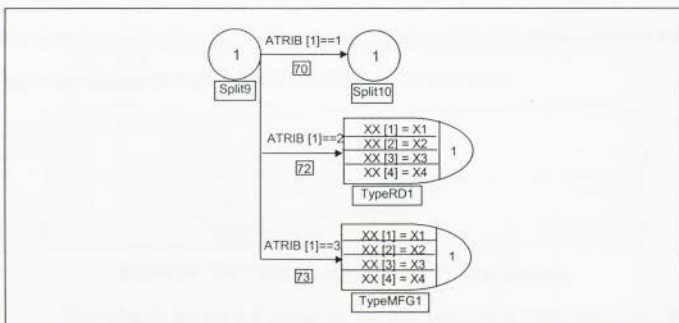 1
ATRIB [1]==1
1
70
Split9
Split10
ATRIB [1]==2
XX [1] = X1
XX [2] = X2
XX [3] = X3
XX [4] = X4
1
72
TypeRD1
ATRIB [1]==3
XX [1] = X1
XX [2] = X2
XX [3] = X3
XX [4] = X4
1
73
TypeMFG1